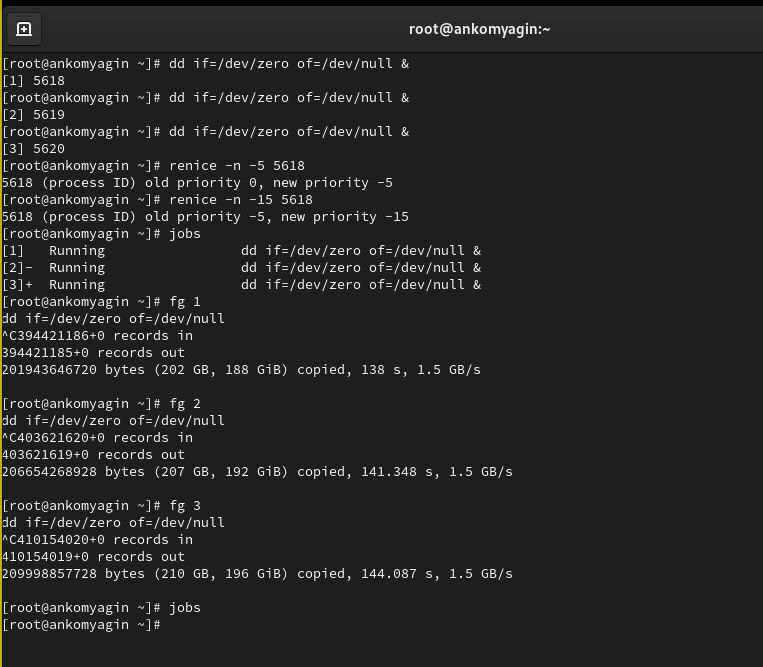 root@ankomyagin:~
[root@ankomyagin ~]# dd if=/dev/zero of=/dev/null &
[1] 5618
[root@ankomyagin ~]# dd if=/dev/zero of=/dev/null &
[2] 5619
[root@ankomyagin ~]# dd if=/dev/zero of=/dev/null &
[3] 5620
[root@ankomyagin ~]# renice -n -5 5618
5618 (process ID) old priority 0, new priority -5
[root@ankomyagin ~]# renice -n -15 5618
5618 (process ID) old priority -5, new priority -15
[root@ankomyagin ~]# jobs
[1]   Running                 dd if=/dev/zero of=/dev/null &
[2]-  Running                 dd if=/dev/zero of=/dev/null &
[3]+  Running                 dd if=/dev/zero of=/dev/null &
[root@ankomyagin ~]# fg 1
dd if=/dev/zero of=/dev/null
^C394421186+0 records in
394421185+0 records out
201943646720 bytes (202 GB, 188 GiB) copied, 138 s, 1.5 GB/s
[root@ankomyagin ~]# fg 2
dd if=/dev/zero of=/dev/null
^C403621620+0 records in
403621619+0 records out
206654268928 bytes (207 GB, 192 GiB) copied, 141.348 s, 1.5 GB/s
[root@ankomyagin ~]# fg 3
dd if=/dev/zero of=/dev/null
^C410154020+0 records in
410154019+0 records out
209998857728 bytes (210 GB, 196 GiB) copied, 144.087 s, 1.5 GB/s
[root@ankomyagin ~]# jobs
[root@ankomyagin ~]#